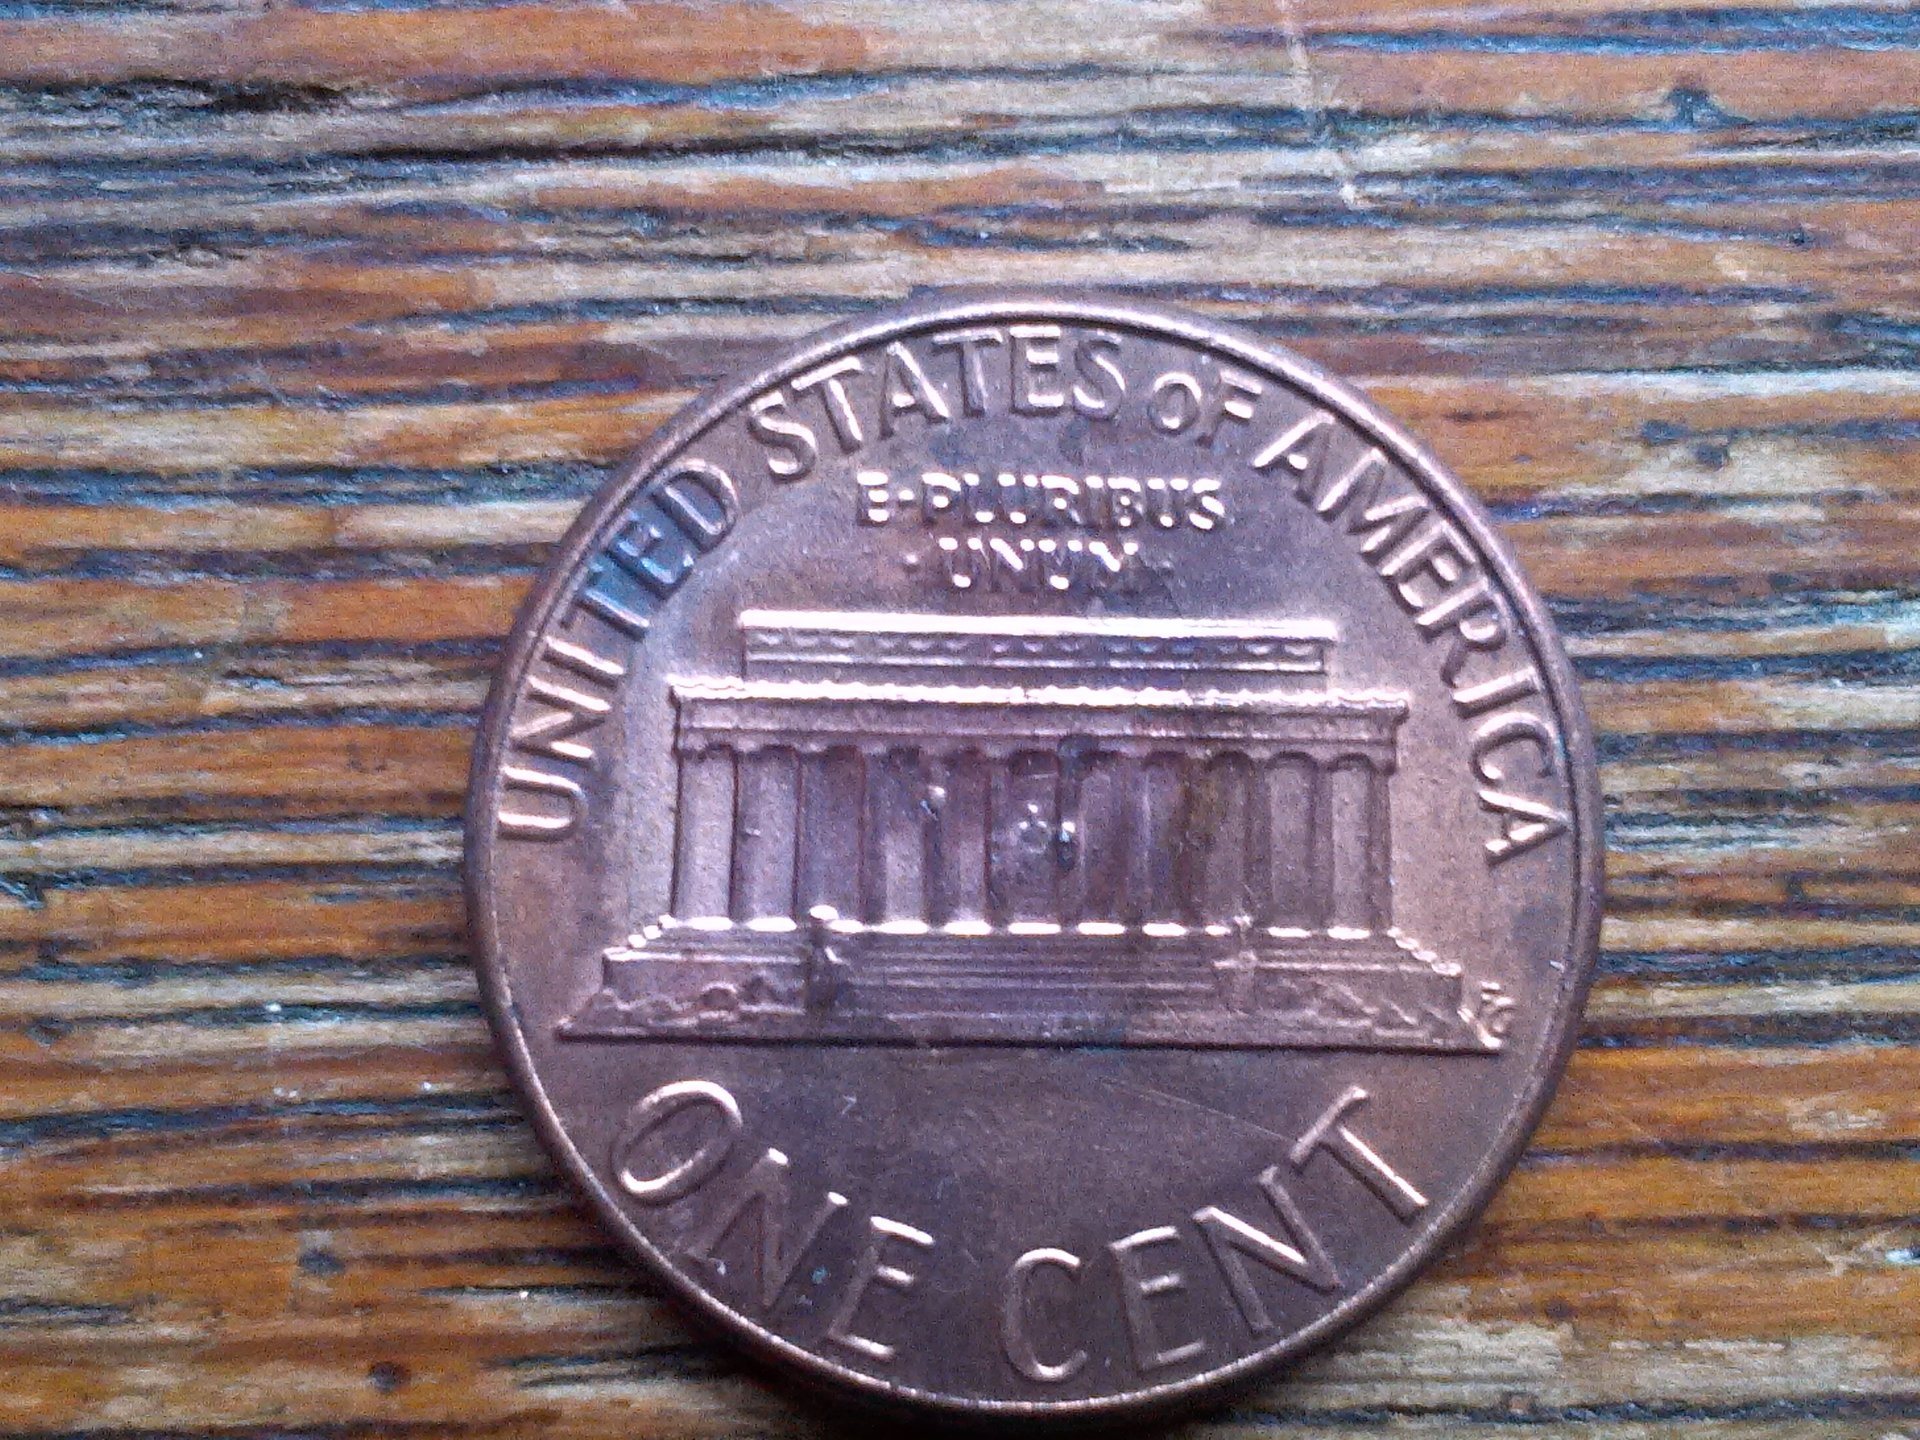 UNITED STATES OF AMERICA
E·PLURIBUS
·UNUM·
ONE CENT